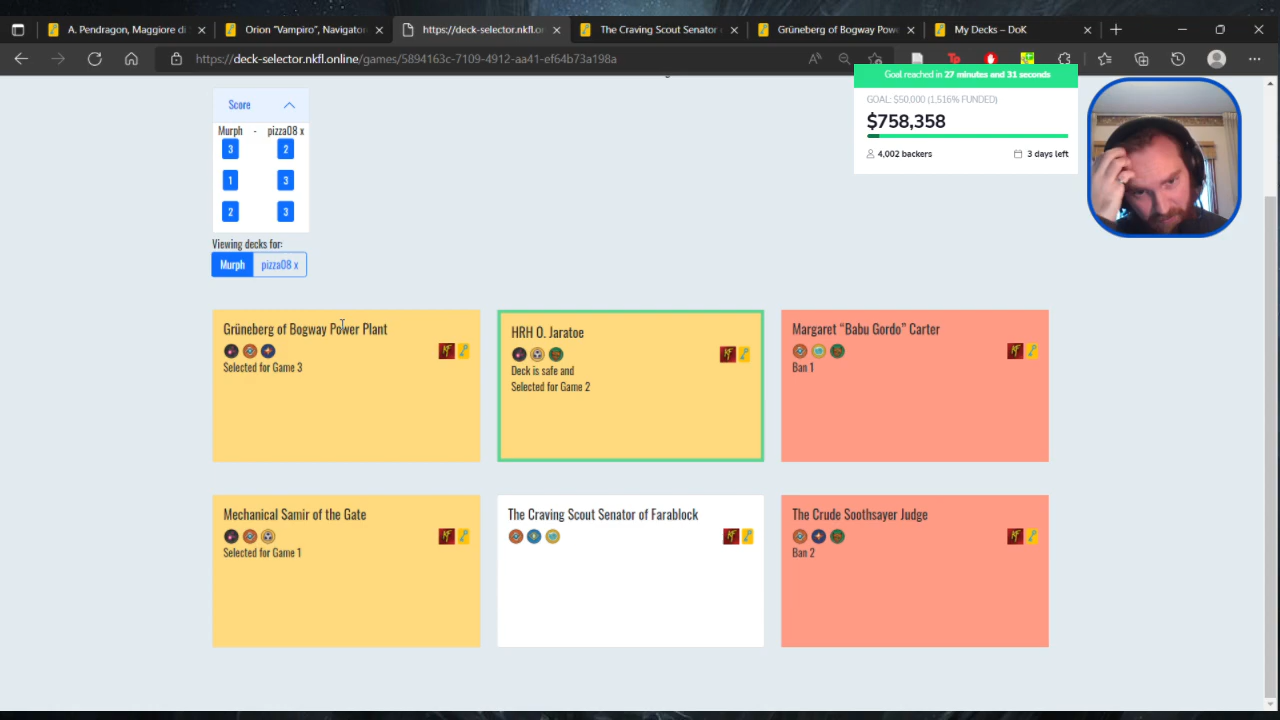 A. Pendragon, Maggiore di
Orion "Vampiro", Navigator
https://deck-selector.nkfl.on
The Craving Scout Senator
Grüneberg of Bogway Powe
My Decks – DoK
https://deck-selector.nkfl.online/games/5894163c-7109-4912-aa41-ef64b73a198a
Goal reached in 27 minutes and 31 seconds
GOAL: $50,000 (1,516% FUNDED)
$758,358
4,002 backers
3 days left
Score
Murph - pizza08 x
3 2
1 3
2 3
Viewing decks for:
Murph pizza08 x
Grüneberg of Bogway Power Plant
Selected for Game 3
HRH O. Jaratoe
Deck is safe and
Selected for Game 2
Margaret “Babu Gordo” Carter
Ban 1
Mechanical Samir of the Gate
Selected for Game 1
The Craving Scout Senator of Farablock
The Crude Soothsayer Judge
Ban 2